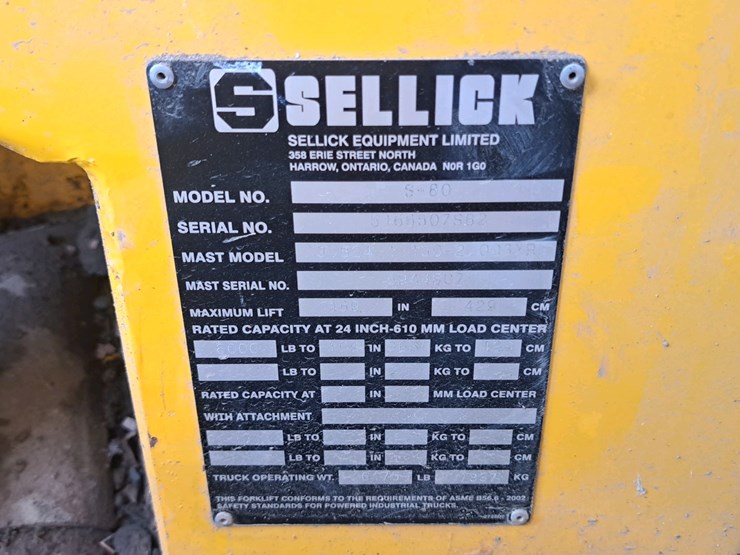 S SELLICK
SELLICK EQUIPMENT LIMITED
358 ERIE STREET NORTH
HARROW, ONTARIO, CANADA N0R 1G0
MODEL NO. S-80
SERIAL NO.
MAST MODEL
MAST SERIAL NO.
MAXIMUM LIFT IN CM
RATED CAPACITY AT 24 INCH-610 MM LOAD CENTER
LB TO IN KG TO CM
LB TO IN KG TO CM
RATED CAPACITY AT IN MM LOAD CENTER
WITH ATTACHMENT
LB TO IN KG TO CM
LB TO IN KG TO CM
TRUCK OPERATING WT. LB KG
THIS FORKLIFT CONFORMS TO THE REQUIREMENTS OF ASME B56.6 - 2002
SAFETY STANDARDS FOR POWERED INDUSTRIAL TRUCKS.